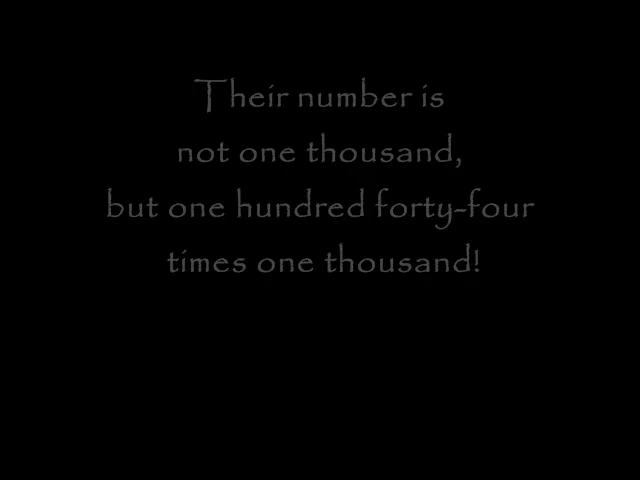 Their number is
not one thousand,
but one hundred forty-four
times one thousand!